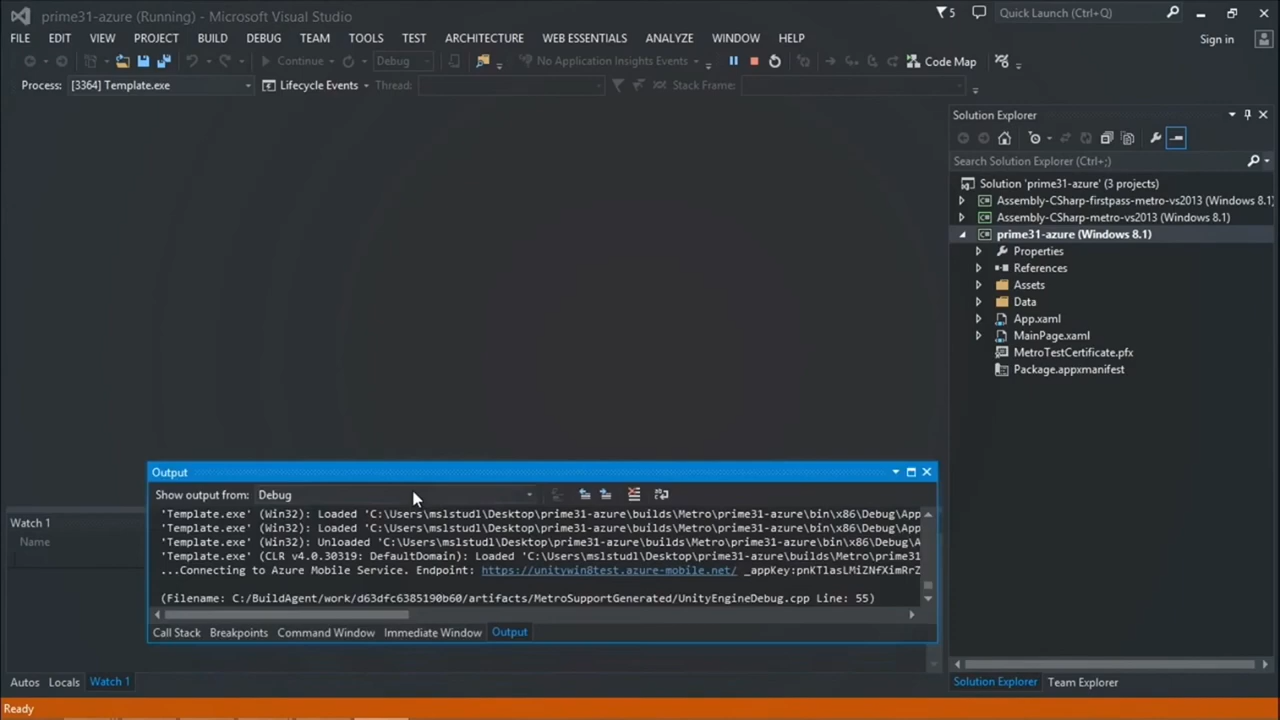 prime31-azure (Running) - Microsoft Visual Studio
5
Quick Launch (Ctrl+Q)
FILE EDIT VIEW PROJECT BUILD DEBUG TEAM TOOLS TEST ARCHITECTURE WEB ESSENTIALS ANALYZE WINDOW HELP
Sign in
Continue Debug No Application Insights Events Code Map
Process: [3364] Template.exe Lifecycle Events Thread: Stack Frame:
Solution Explorer
Search Solution Explorer (Ctrl+;)
Solution 'prime31-azure' (3 projects)
Assembly-CSharp-firstpass-metro-vs2013 (Windows 8.1)
Assembly-CSharp-metro-vs2013 (Windows 8.1)
prime31-azure (Windows 8.1)
Properties
References
Assets
Data
App.xaml
MainPage.xaml
MetroTestCertificate.pfx
Package.appxmanifest
Output
Show output from: Debug
'Template.exe' (Win32): Loaded 'C:\Users\mslstudl\Desktop\prime31-azure\builds\Metro\prime31-azure\bin\x86\Debug\App
'Template.exe' (Win32): Loaded 'C:\Users\mslstudl\Desktop\prime31-azure\builds\Metro\prime31-azure\bin\x86\Debug\App
'Template.exe' (Win32): Unloaded 'C:\Users\mslstudl\Desktop\prime31-azure\builds\Metro\prime31-azure\bin\x86\Debug\A
'Template.exe' (CLR v4.0.30319: DefaultDomain): Loaded 'C:\Users\mslstudl\Desktop\prime31-azure\builds\Metro\prime31
...Connecting to Azure Mobile Service. Endpoint: https://unitywin8test.azure-mobile.net/ _appKey:pnKTlasLMiZNfXimRrZ
(Filename: C:/BuildAgent/work/d63dfc6385190b60/artifacts/MetroSupportGenerated/UnityEngineDebug.cpp Line: 55)
Call Stack Breakpoints Command Window Immediate Window Output
Watch 1
Name
Autos Locals Watch 1
Solution Explorer Team Explorer
Ready